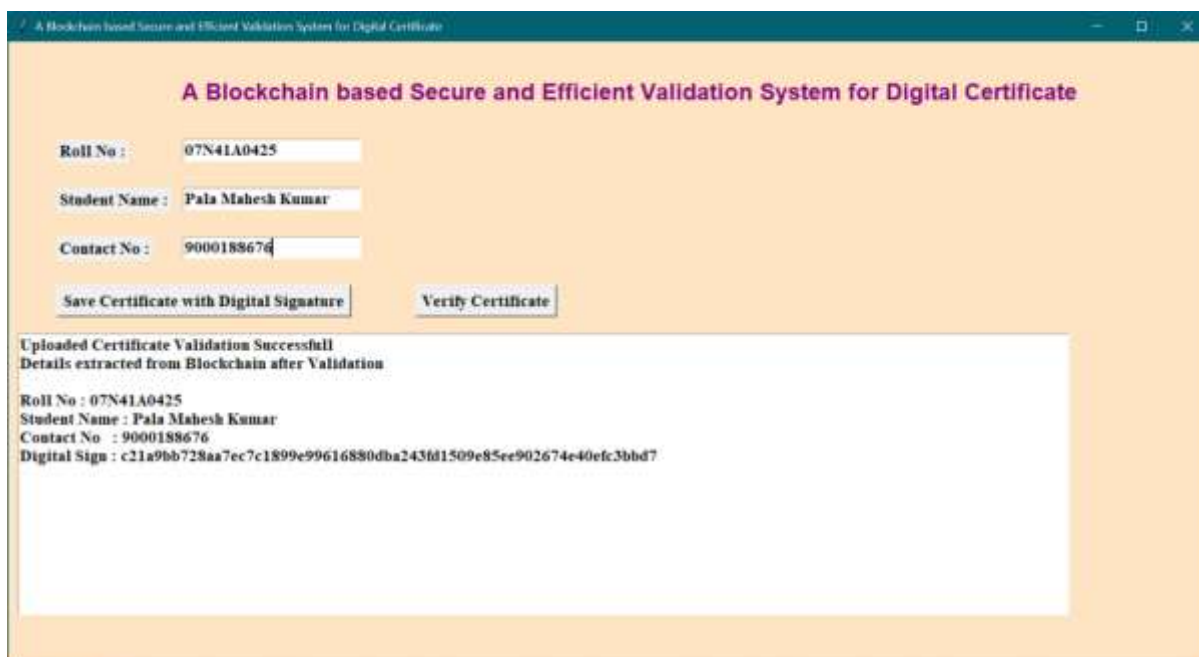 A Blockchain based Secure and Efficient Validation System for Digital Certificate
A Blockchain based Secure and Efficient Validation System for Digital Certificate
Roll No : 07N41A0425
Student Name : Pala Mahesh Kumar
Contact No : 9000188676
Save Certificate with Digital Signature Verify Certificate
Uploaded Certificate Validation Successfull
Details extracted from Blockchain after Validation
Roll No : 07N41A0425
Student Name : Pala Mahesh Kumar
Contact No : 9000188676
Digital Sign : c21a9bb728aa7ec7c1899e99616880dba243fd1509e85ee902674e40efc3bbd7